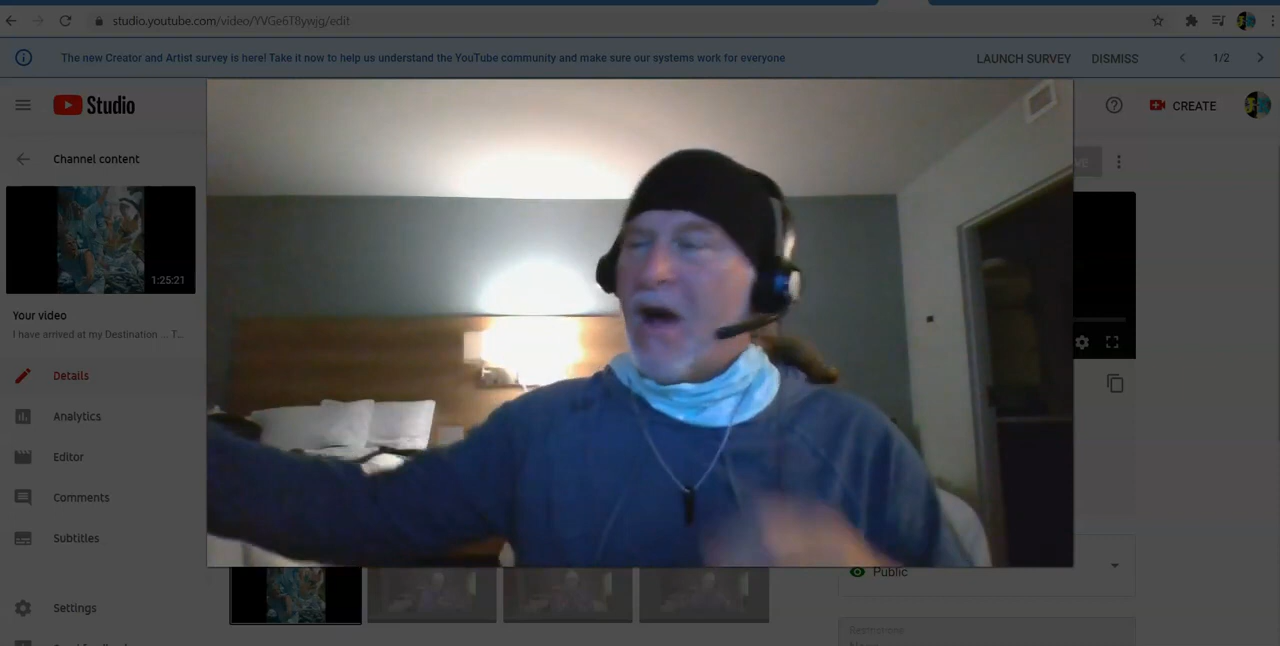 studio.youtube.com/video/YVGe6T8ywjg/edit
The new Creator and Artist survey is here! Take it now to help us understand the YouTube community and make sure our systems work for everyone
LAUNCH SURVEY
DISMISS
1/2
Studio
CREATE
Channel content
1:25:21
Your video
I have arrived at my Destination ... T...
Details
Analytics
Editor
Comments
Subtitles
Public
Settings
Restrictions